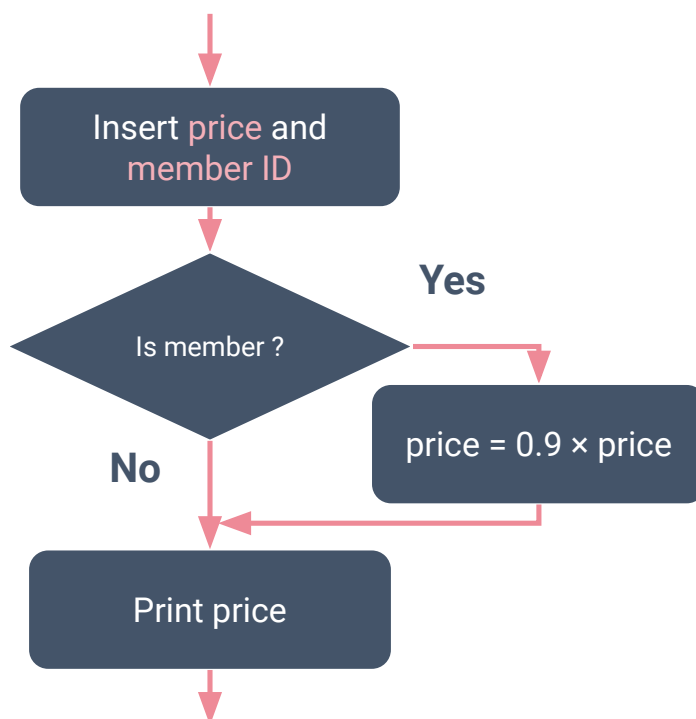 Insert price and
member ID
Yes
Is member ?
price = 0.9 × price
No
Print price